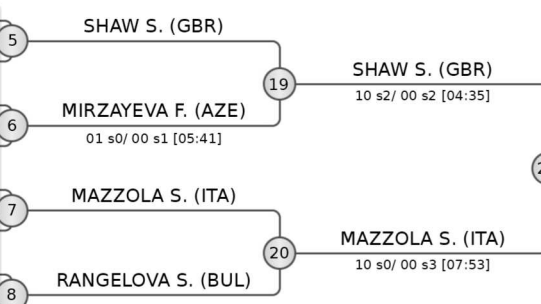 SHAW S. (GBR)
5
19
SHAW S. (GBR)
10 s2/ 00 s2 [04:35]
MIRZAYEVA F. (AZE)
6
01 s0/ 00 s1 [05:41]
MAZZOLA S. (ITA)
7
20
MAZZOLA S. (ITA)
10 s0/ 00 s3 [07:53]
RANGELOVA S. (BUL)
8